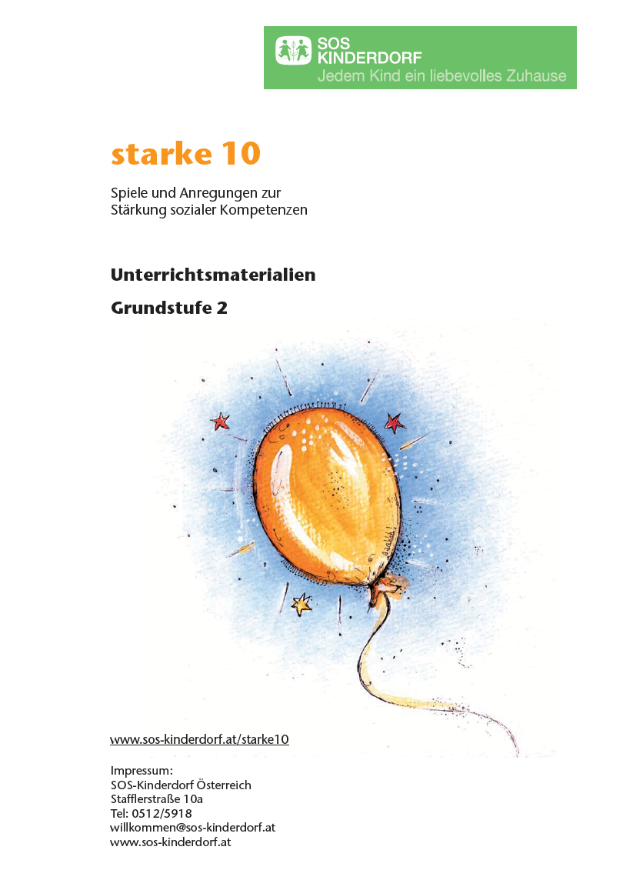 SOS
KINDERDORF
Jedem Kind ein liebevolles Zuhause
starke 10
Spiele und Anregungen zur
Stärkung sozialer Kompetenzen
Unterrichtsmaterialien
Grundstufe 2
www.sos-kinderdorf.at/starke10
Impressum:
SOS-Kinderdorf Österreich
Stafflerstraße 10a
Tel: 0512/5918
willkommen@sos-kinderdorf.at
www.sos-kinderdorf.at